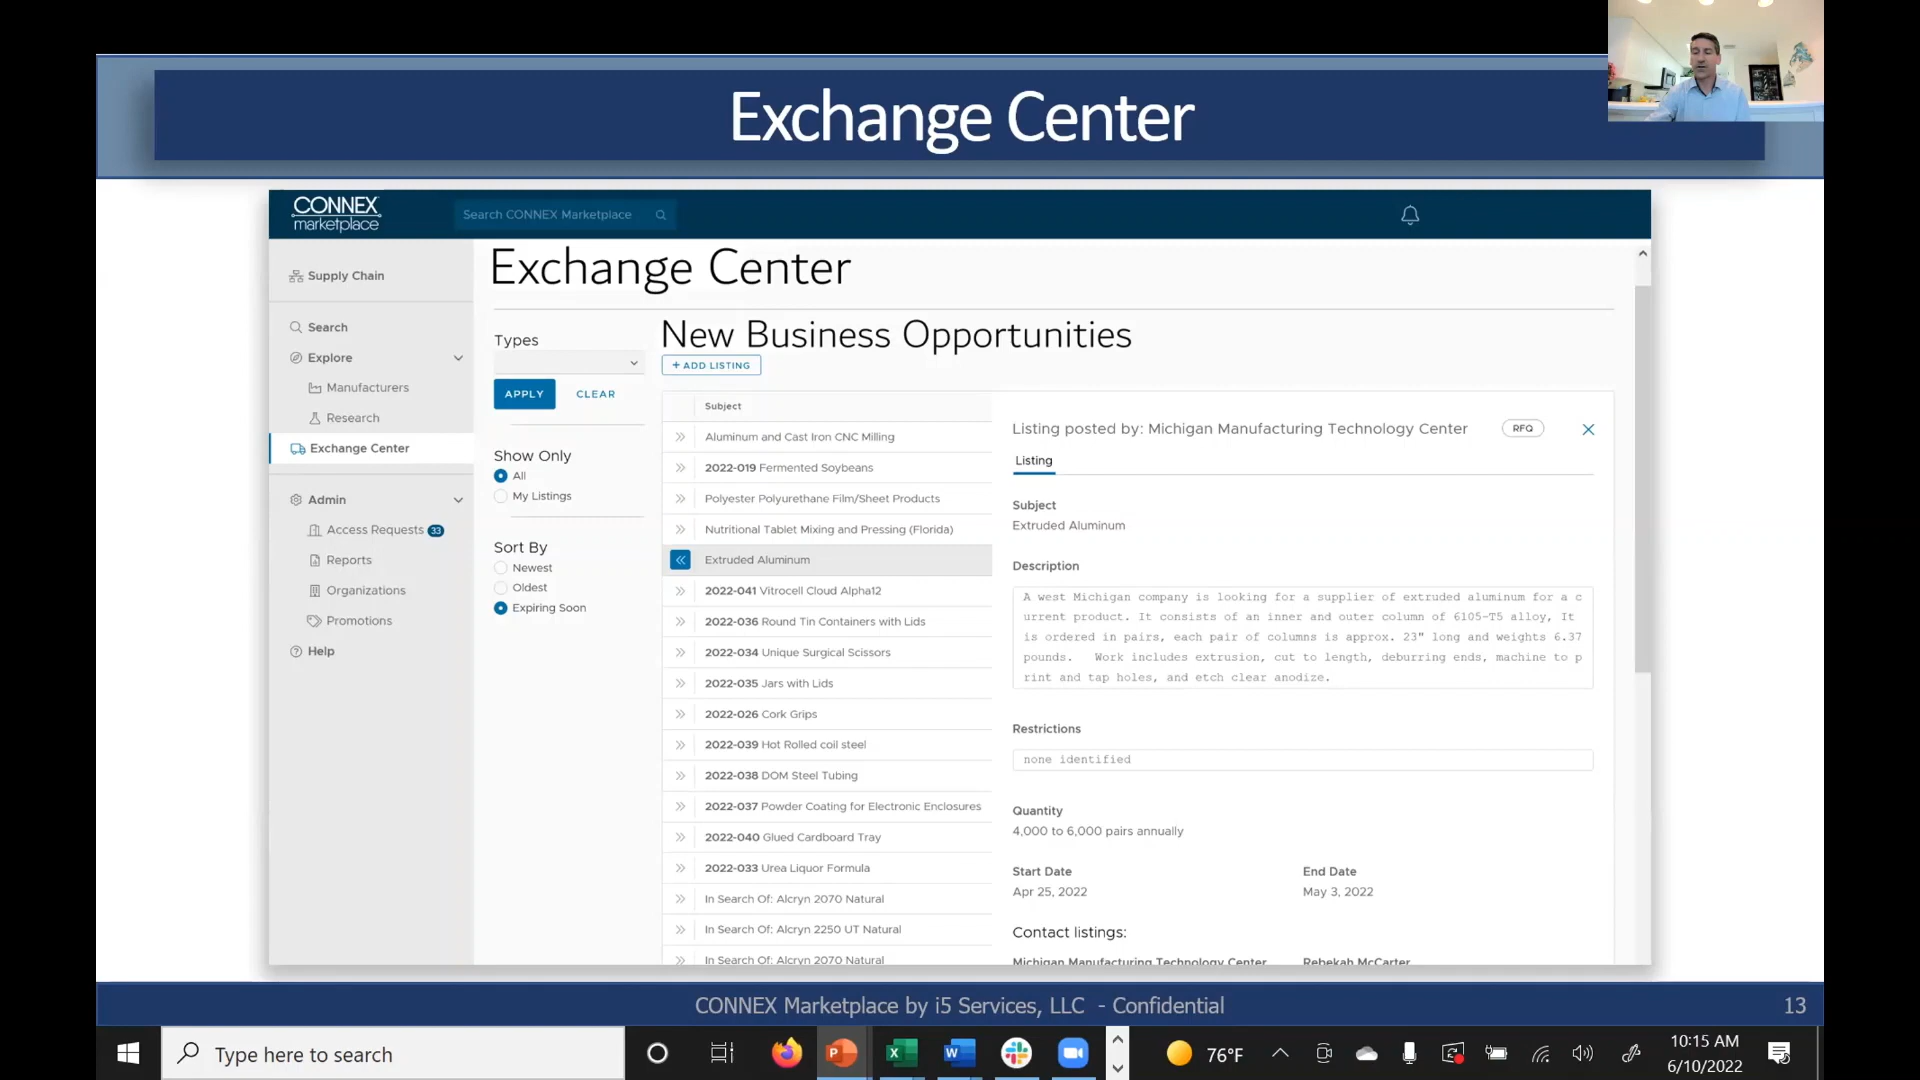 Exchange Center
CONNEX
marketplace
Search CONNEX Marketplace
Supply Chain
Search
Explore
Manufacturers
Research
Exchange Center
Admin
Access Requests 33
Reports
Organizations
Promotions
Help
Exchange Center
Types
APPLY CLEAR
Show Only
All
My Listings
Sort By
Newest
Oldest
Expiring Soon
New Business Opportunities
+ ADD LISTING
Subject
Aluminum and Cast Iron CNC Milling
2022-019 Fermented Soybeans
Polyester Polyurethane Film/Sheet Products
Nutritional Tablet Mixing and Pressing (Florida)
Extruded Aluminum
2022-041 Vitrocell Cloud Alpha12
2022-036 Round Tin Containers with Lids
2022-034 Unique Surgical Scissors
2022-035 Jars with Lids
2022-026 Cork Grips
2022-039 Hot Rolled coil steel
2022-038 DOM Steel Tubing
2022-037 Powder Coating for Electronic Enclosures
2022-040 Glued Cardboard Tray
2022-033 Urea Liquor Formula
In Search Of: Alcryn 2070 Natural
In Search Of: Alcryn 2250 UT Natural
In Search Of: Alcryn 2070 Natural
Listing posted by: Michigan Manufacturing Technology Center RFQ
Listing
Subject
Extruded Aluminum
Description
A west Michigan company is looking for a supplier of extruded aluminum for a c
urrent product. It consists of an inner and outer column of 6105-T5 alloy, It
is ordered in pairs, each pair of columns is approx. 23" long and weights 6.37
pounds. Work includes extrusion, cut to length, deburring ends, machine to p
rint and tap holes, and etch clear anodize.
Restrictions
none identified
Quantity
4,000 to 6,000 pairs annually
Start Date End Date
Apr 25, 2022 May 3, 2022
Contact listings:
Michigan Manufacturing Technology Center Rebekah McCarter
CONNEX Marketplace by i5 Services, LLC - Confidential
13
Type here to search
76°F
10:15 AM
6/10/2022